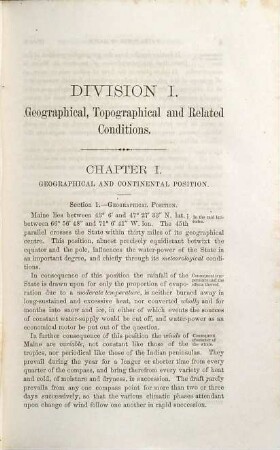 DIVISION I.
Geographical, Topographical and Related
Conditions.
CHAPTER I.
GEOGRAPHICAL AND CONTINENTAL POSITION.
Section 1.—Geographical Position.
Maine lies between 43° 6' and 47° 27' 33" N. lat.;
between 66° 56' 48" and 71° 6' 41" W. lon. The 45th
parallel crosses the State within thirty miles of its geographical
centre. This position, almost precisely equidistant betwixt the
equator and the pole, influences the water-power of the State in
an important degree, and chiefly through its meteorological conditions.
In consequence of this position the rainfall of the
State is drawn upon for only the proportion of evaporation
due to a moderate temperature, is neither burned away in
long-sustained and excessive heat, nor converted wholly and for
months into snow and ice, in either of which events the sources
of constant water-supply would be cut off, and water-power as an
economical motor be put out of the question.
In further consequence of this position the winds of
Maine are variable, not constant like those of the
tropics, nor periodical like those of the Indian peninsulas. They
prevail during the year for a longer or shorter time from every
quarter of the compass, and bring therefrom every variety of heat
and cold, of moisture and dryness, in succession. The draft rarely
prevails from any one compass point for more than two or three
days successively, so that the various climatic phases attendant
upon change of wind follow one another in rapid succession.